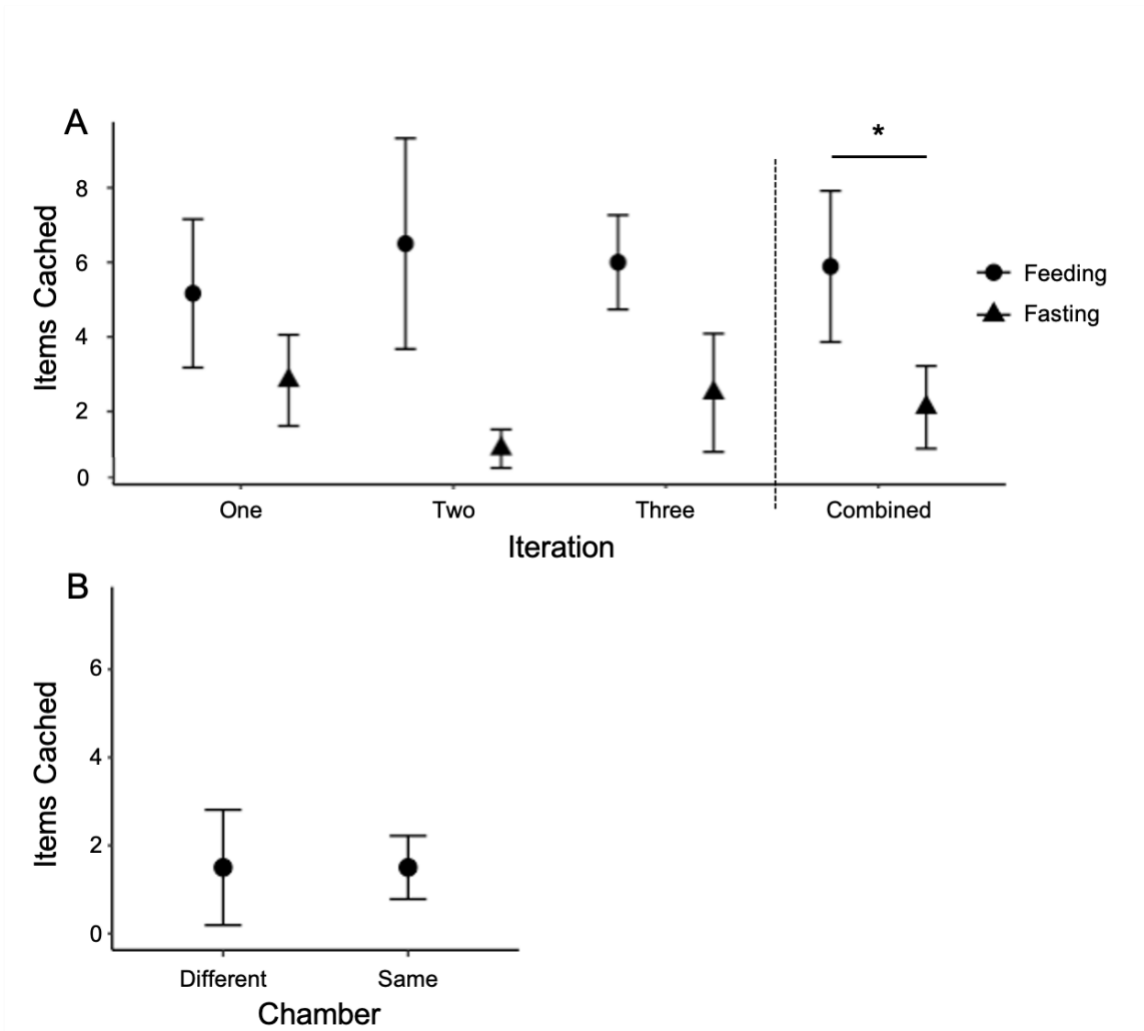 A
*
Items Cached
8
6
4
2
0
One Two Three Combined
Iteration
Feeding
Fasting
B
Items Cached
6
4
2
0
Different Same
Chamber